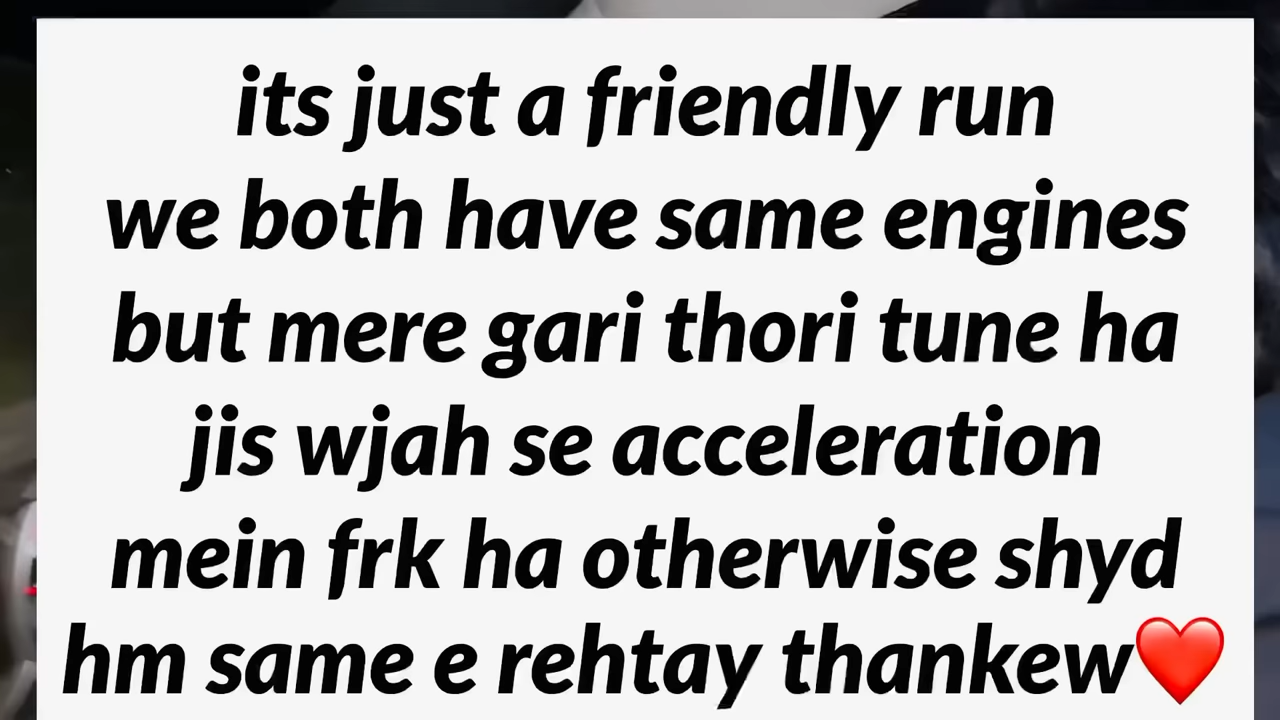 its just a friendly run
we both have same engines
but mere gari thori tune ha
jis wjah se acceleration
mein frk ha otherwise shyd
hm same e rehtay thankew❤️